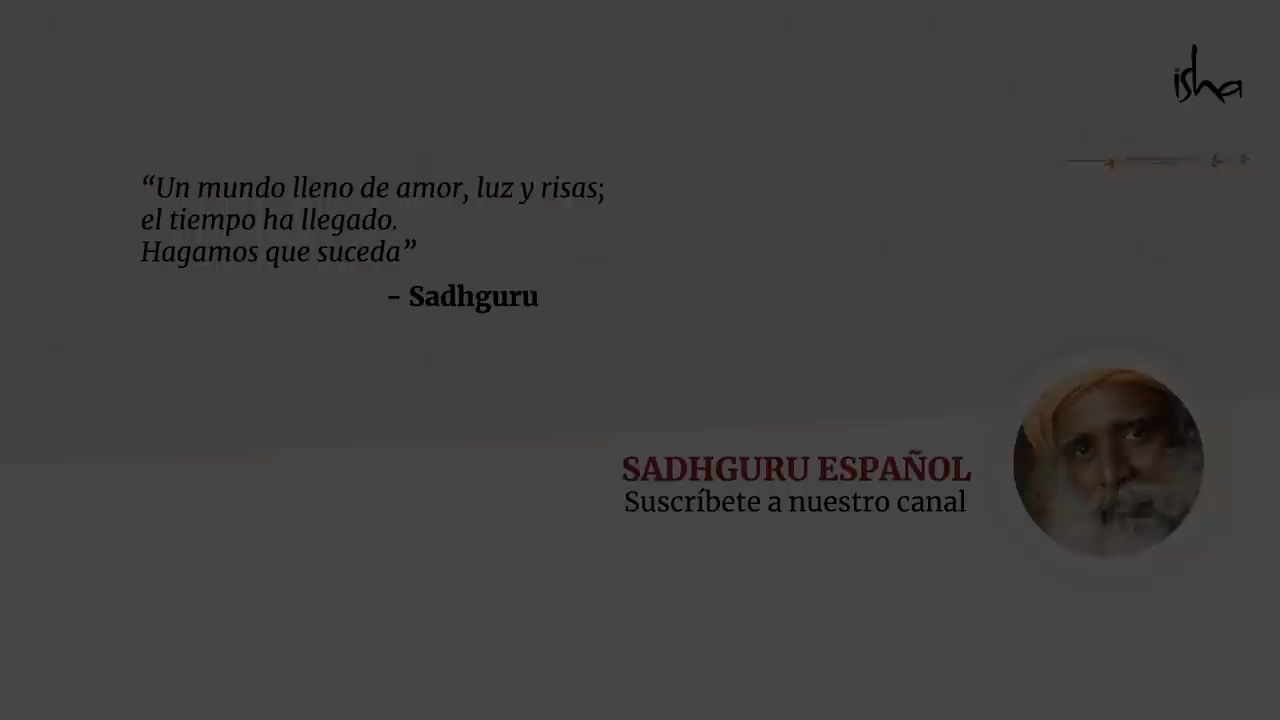 isha
“Un mundo lleno de amor, luz y risas;
el tiempo ha llegado.
Hagamos que suceda”
– Sadhguru
SADHGURU ESPAÑOL
Suscríbete a nuestro canal